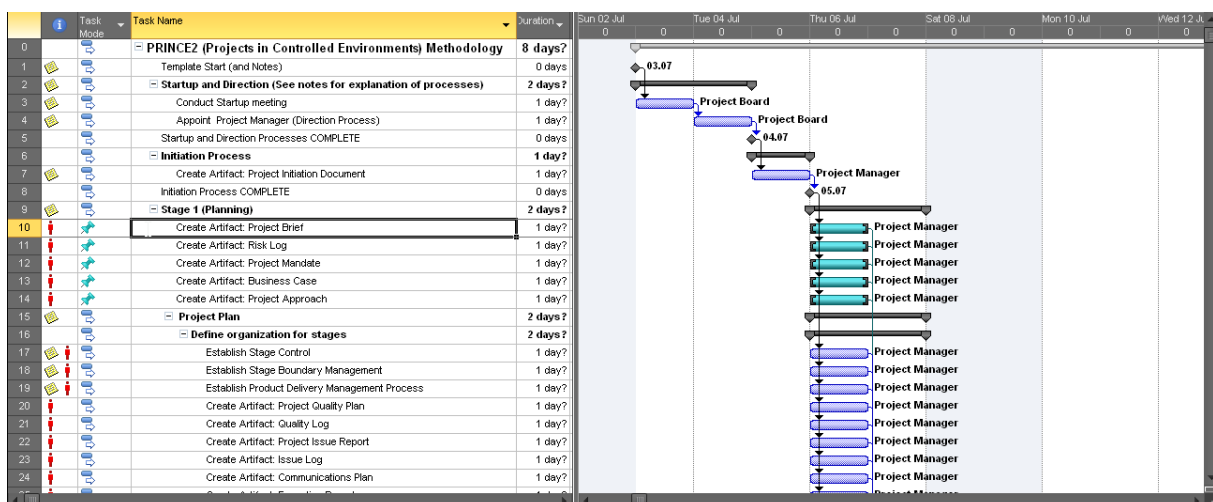 Task Mode Task Name Duration Sun 02 Jul Tue 04 Jul Thu 06 Jul Sat 08 Jul Mon 10 Jul Wed 12 Ju
0 0 0 0 0 0 0 0 0 0 0
0 PRINCE2 (Projects in Controlled Environments) Methodology 8 days?
1 Template Start (and Notes) 0 days 03.07
2 Startup and Direction (See notes for explanation of processes) 2 days?
3 Conduct Startup meeting 1 day? Project Board
4 Appoint Project Manager (Direction Process) 1 day? Project Board
5 Startup and Direction Processes COMPLETE 0 days 04.07
6 Initiation Process 1 day?
7 Create Artifact: Project Initiation Document 1 day? Project Manager
8 Initiation Process COMPLETE 0 days 05.07
9 Stage 1 (Planning) 2 days?
10 Create Artifact: Project Brief 1 day? Project Manager
11 Create Artifact: Risk Log 1 day? Project Manager
12 Create Artifact: Project Mandate 1 day? Project Manager
13 Create Artifact: Business Case 1 day? Project Manager
14 Create Artifact: Project Approach 1 day? Project Manager
15 Project Plan 2 days?
16 Define organization for stages 2 days?
17 Establish Stage Control 1 day? Project Manager
18 Establish Stage Boundary Management 1 day? Project Manager
19 Establish Product Delivery Management Process 1 day? Project Manager
20 Create Artifact: Project Quality Plan 1 day? Project Manager
21 Create Artifact: Quality Log 1 day? Project Manager
22 Create Artifact: Project Issue Report 1 day? Project Manager
23 Create Artifact: Issue Log 1 day? Project Manager
24 Create Artifact: Communications Plan 1 day? Project Manager